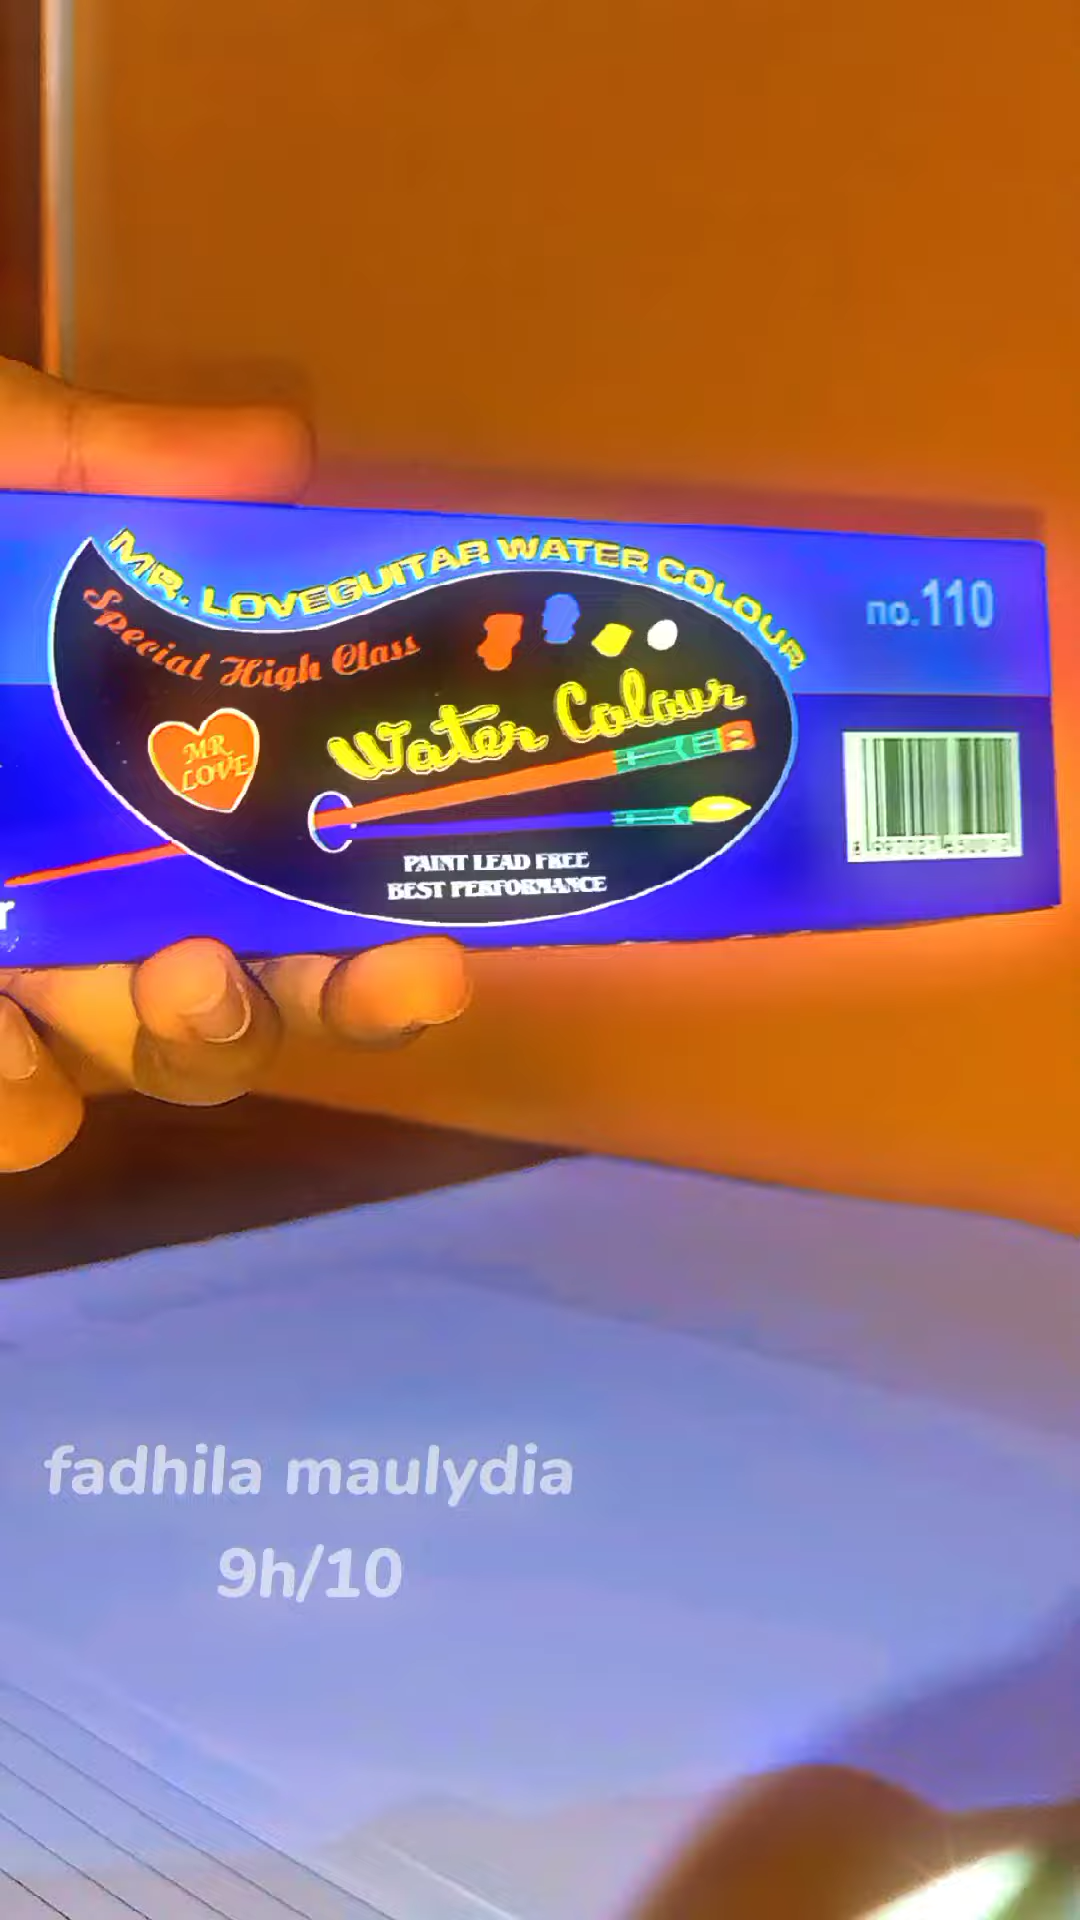 MR. LOVEGUITAR WATER COLOUR
Special High Class
no.110
Water Colour
MR
LOVE
PAINT LEAD FREE
BEST PERFORMANCE
r
fadhila maulydia
9h/10